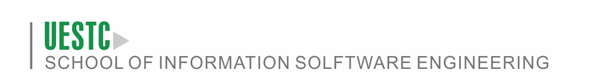 UESTC
SCHOOL OF INFORMATION SOLFTWARE ENGINEERING